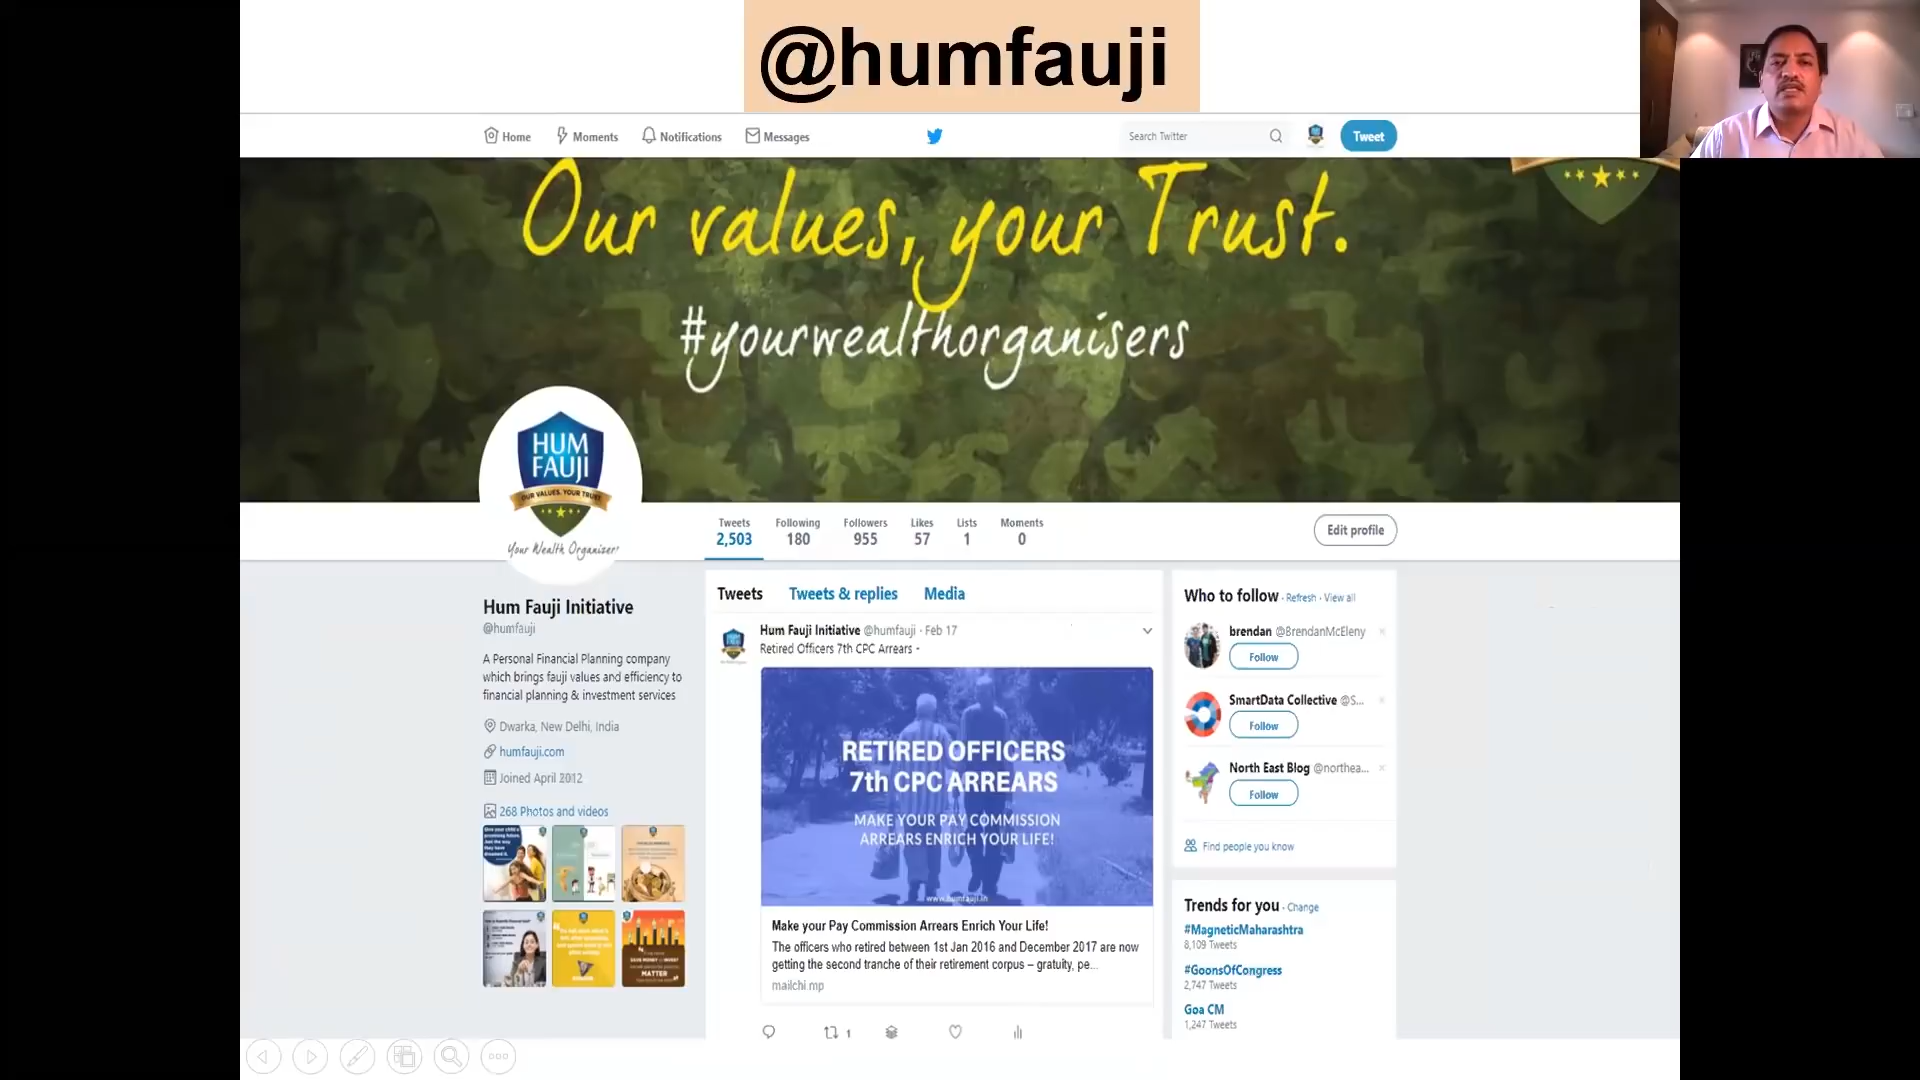 @humfauji
Home Moments Notifications Messages Search Twitter Tweet
Our values, your Trust.
#yourwealthorganisers
HUM
FAUJI
OUR VALUES. YOUR TRUST
Your Wealth Organiser!
Tweets Following Followers Likes Lists Moments
2,503 180 955 57 1 0
Edit profile
Hum Fauji Initiative
@humfauji
A Personal Financial Planning company
which brings fauji values and efficiency to
financial planning & investment services
Dwarka, New Delhi, India
humfauji.com
Joined April 2012
268 Photos and videos
Tweets Tweets & replies Media
Hum Fauji Initiative @humfauji · Feb 17
Retired Officers 7th CPC Arrears -
RETIRED OFFICERS
7th CPC ARREARS
MAKE YOUR PAY COMMISSION
ARREARS ENRICH YOUR LIFE!
www.humfauji.in
Make your Pay Commission Arrears Enrich Your Life!
The officers who retired between 1st Jan 2016 and December 2017 are now
getting the second tranche of their retirement corpus – gratuity, pe...
mailchi.mp
1
Who to follow · Refresh · View all
brendan @BrendanMcEleny
Follow
SmartData Collective @S...
Follow
North East Blog @northea...
Follow
Find people you know
Trends for you · Change
#MagneticMaharashtra
8,109 Tweets
#GoonsOfCongress
2,747 Tweets
Goa CM
1,247 Tweets